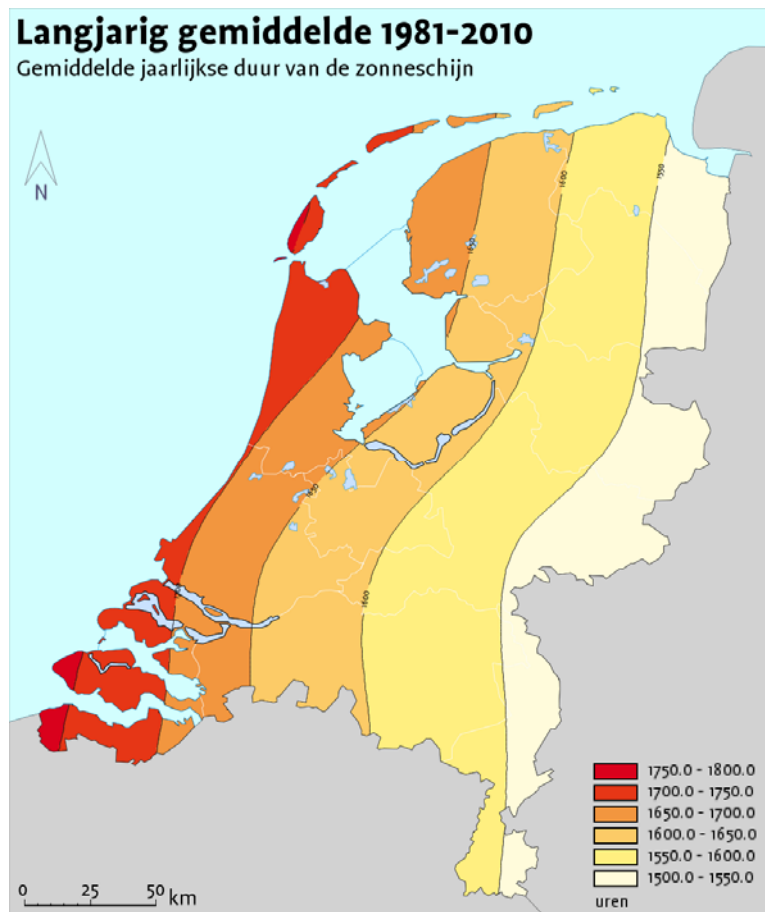 Langjarig gemiddelde 1981-2010
Gemiddelde jaarlijkse duur van de zonneschijn
N
1600
1550
1650
1650
1600
1750.0 - 1800.0
1700.0 - 1750.0
1650.0 - 1700.0
1600.0 - 1650.0
1550.0 - 1600.0
1500.0 - 1550.0
uren
0 25 50 km